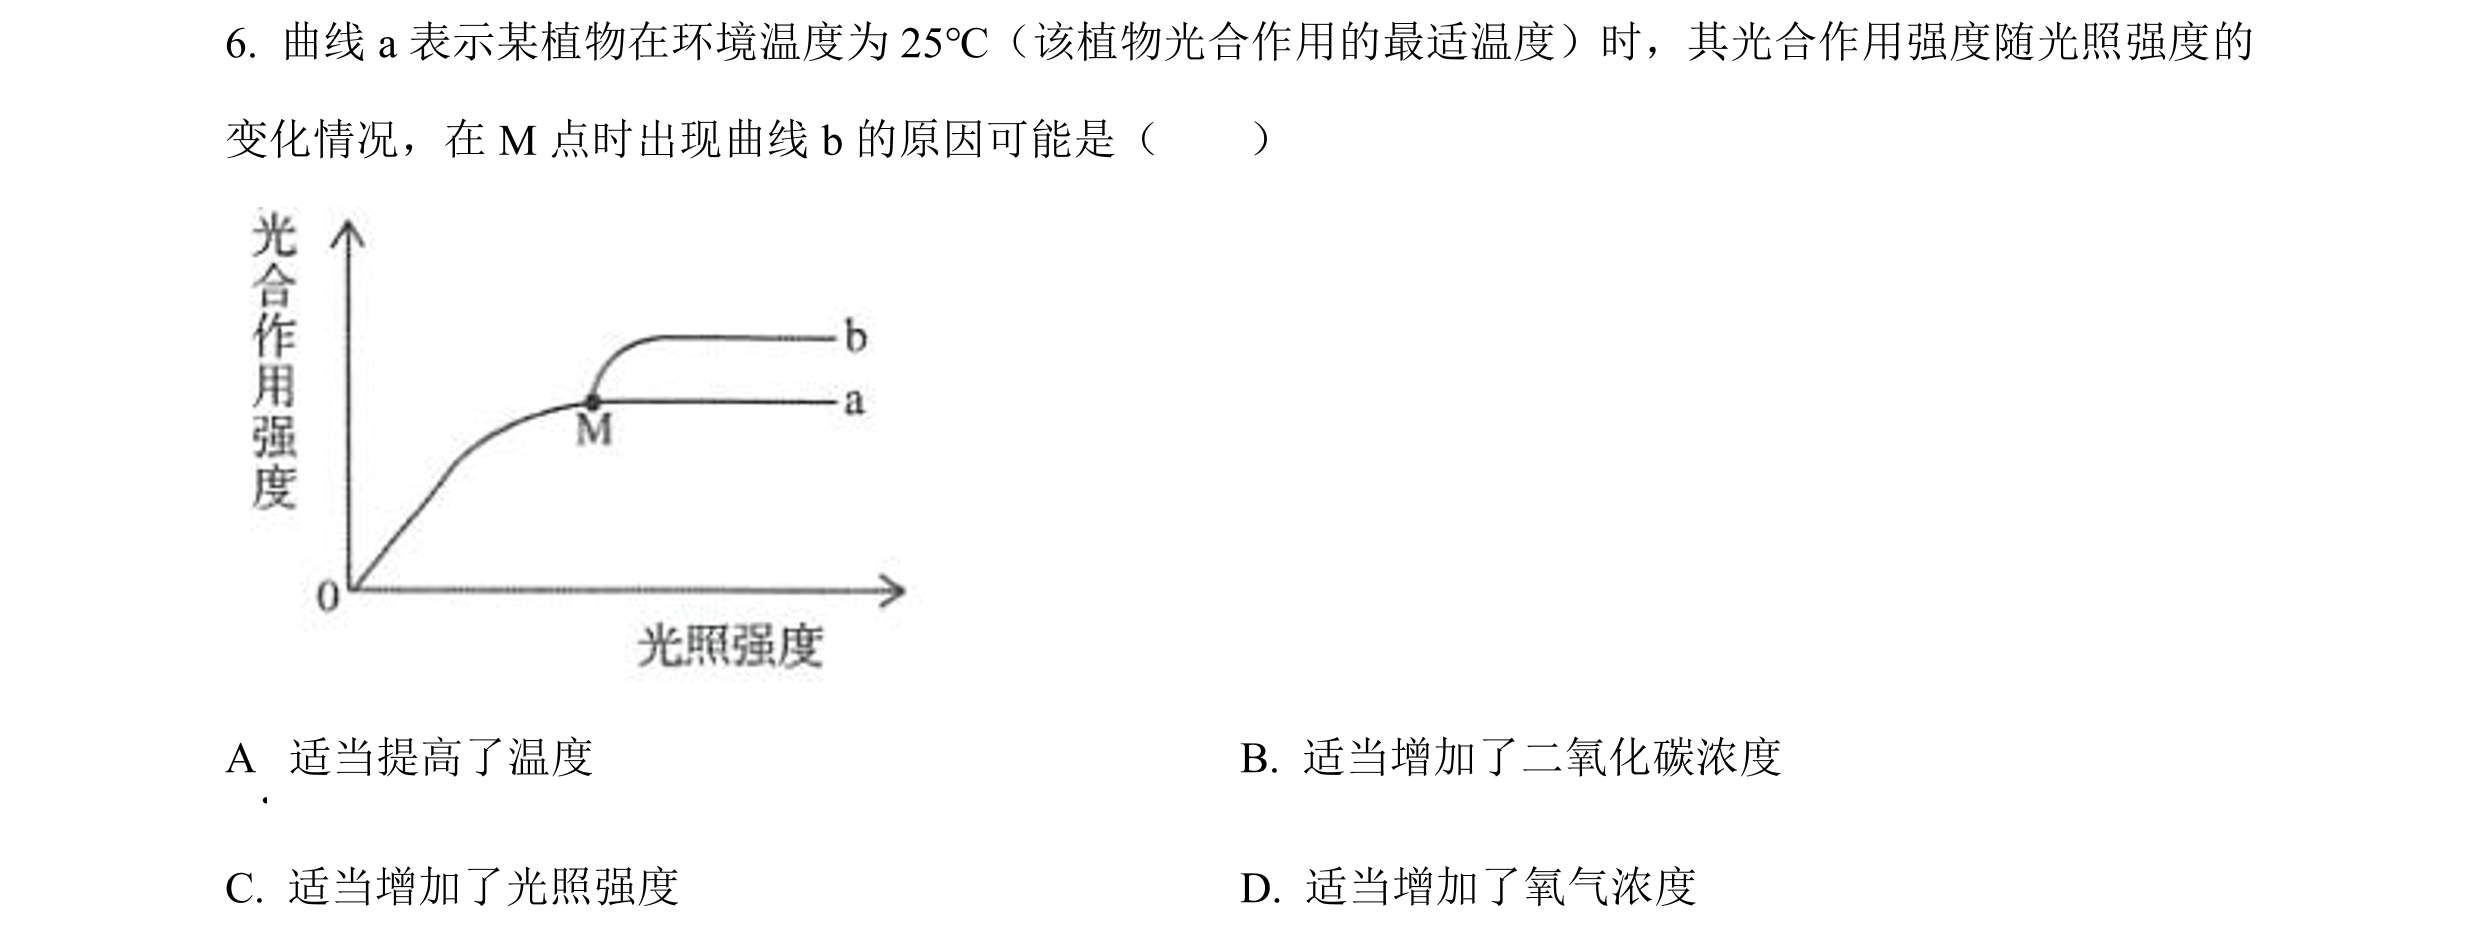 6. 曲线 a 表示某植物在环境温度为 25℃（该植物光合作用的最适温度）时，其光合作用强度随光照强度的
变化情况，在 M 点时出现曲线 b 的原因可能是（　　）
光合作用强度
b
a
M
0
光照强度
A . 适当提高了温度
B. 适当增加了二氧化碳浓度
C. 适当增加了光照强度
D. 适当增加了氧气浓度